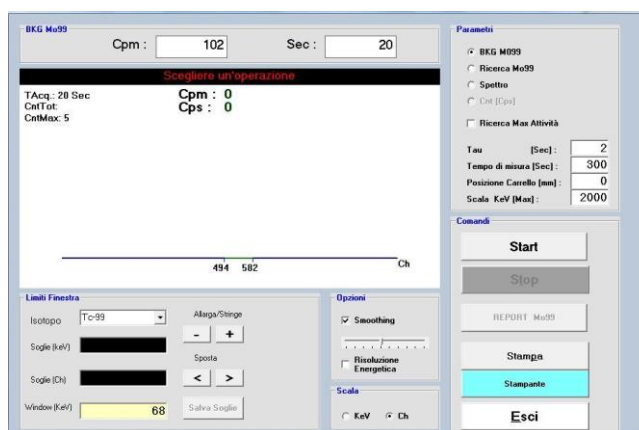 BKG Mo99
Cpm : 102 Sec : 20
Scegliere un'operazione
TAcq.: 20 Sec
CntTot:
CntMax: 5
Cpm : 0
Cps : 0
494 582 Ch
Limiti Finestra
Isotopo Tc-99
Soglie (keV)
Soglie (Ch)
Window (KeV) 68
Allarga/Stringe
- +
Sposta
< >
Salva Soglie
Opzioni
Smoothing
Risoluzione
Energetica
Scala
KeV Ch
Parametri
BKG M099
Ricerca Mo99
Spettro
Cnt [Cps]
Ricerca Max Attività
Tau [Sec] : 2
Tempo di misura [Sec] : 300
Posizione Carrello [mm] : 0
Scala KeV [Max] : 2000
Comandi
Start
Stop
REPORT Mo99
Stampa
Stampante
Esci